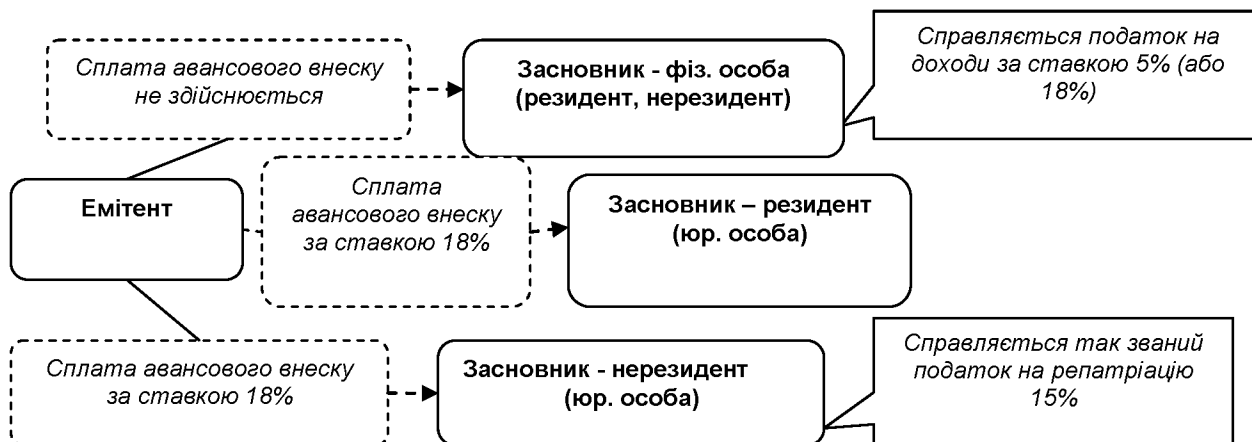 Сплата авансового внеску
не здійснюється
Засновник - фіз. особа
(резидент, нерезидент)
Справляється податок на
доходи за ставкою 5% (або
18%)
Емітент
Сплата
авансового внеску
за ставкою 18%
Засновник – резидент
(юр. особа)
Сплата авансового внеску
за ставкою 18%
Засновник - нерезидент
(юр. особа)
Справляється так званий
податок на репатріацію
15%